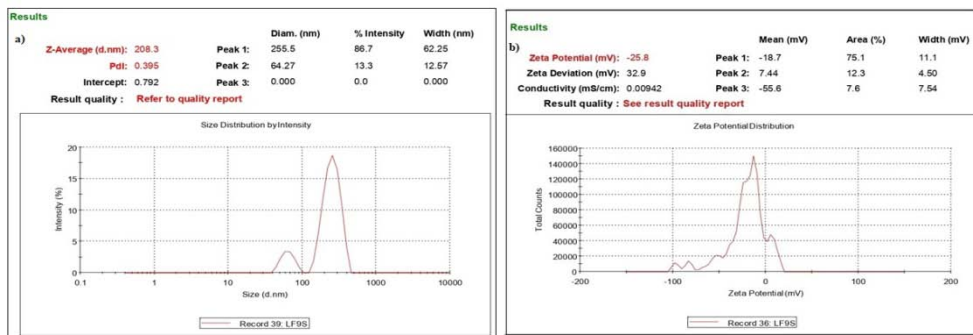 Results
a)
Diam. (nm) % Intensity Width (nm)
Z-Average (d.nm): 208.3 Peak 1: 255.5 86.7 62.25
PdI: 0.395 Peak 2: 64.27 13.3 12.57
Intercept: 0.792 Peak 3: 0.000 0.0 0.000
Result quality : Refer to quality report
Size Distribution by Intensity
Intensity (%)
20
15
10
5
0
0.1 1 10 100 1000 10000
Size (d.nm)
Record 39: LF9S
Results
b)
Mean (mV) Area (%) Width (mV)
Zeta Potential (mV): -25.8 Peak 1: -18.7 75.1 11.1
Zeta Deviation (mV): 32.9 Peak 2: 7.44 12.3 4.50
Conductivity (mS/cm): 0.00942 Peak 3: -55.6 7.6 7.54
Result quality : See result quality report
Zeta Potential Distribution
Total Counts
160000
140000
120000
100000
80000
60000
40000
20000
0
-200 -100 0 100 200
Zeta Potential (mV)
Record 36: LF9S